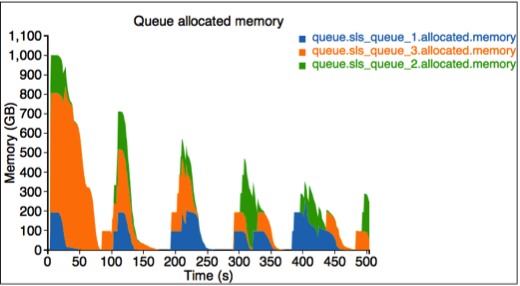 Queue allocated memory
queue.sls_queue_1.allocated.memory
queue.sls_queue_3.allocated.memory
queue.sls_queue_2.allocated.memory
Memory (GB)
1,100
1,000
900
800
700
600
500
400
300
200
100
0
0 50 100 150 200 250 300 350 400 450 500
Time (s)